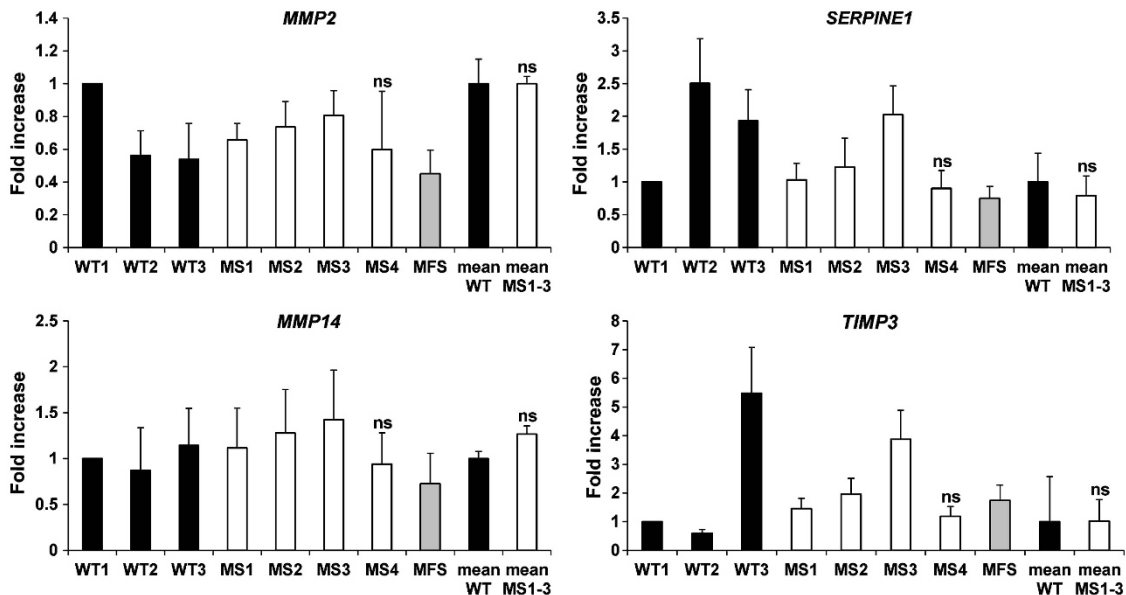 MMP2
Fold increase
1.4
1.2
1
0.8
0.6
0.4
0.2
0
ns
ns
WT1 WT2 WT3 MS1 MS2 MS3 MS4 MFS mean mean
WT MS1-3
SERPINE1
Fold increase
3.5
3
2.5
2
1.5
1
0.5
0
ns
ns
WT1 WT2 WT3 MS1 MS2 MS3 MS4 MFS mean mean
WT MS1-3
MMP14
Fold increase
2.5
2
1.5
1
0.5
0
ns
ns
WT1 WT2 WT3 MS1 MS2 MS3 MS4 MFS mean mean
WT MS1-3
TIMP3
Fold increase
8
7
6
5
4
3
2
1
0
ns
ns
WT1 WT2 WT3 MS1 MS2 MS3 MS4 MFS mean mean
WT MS1-3